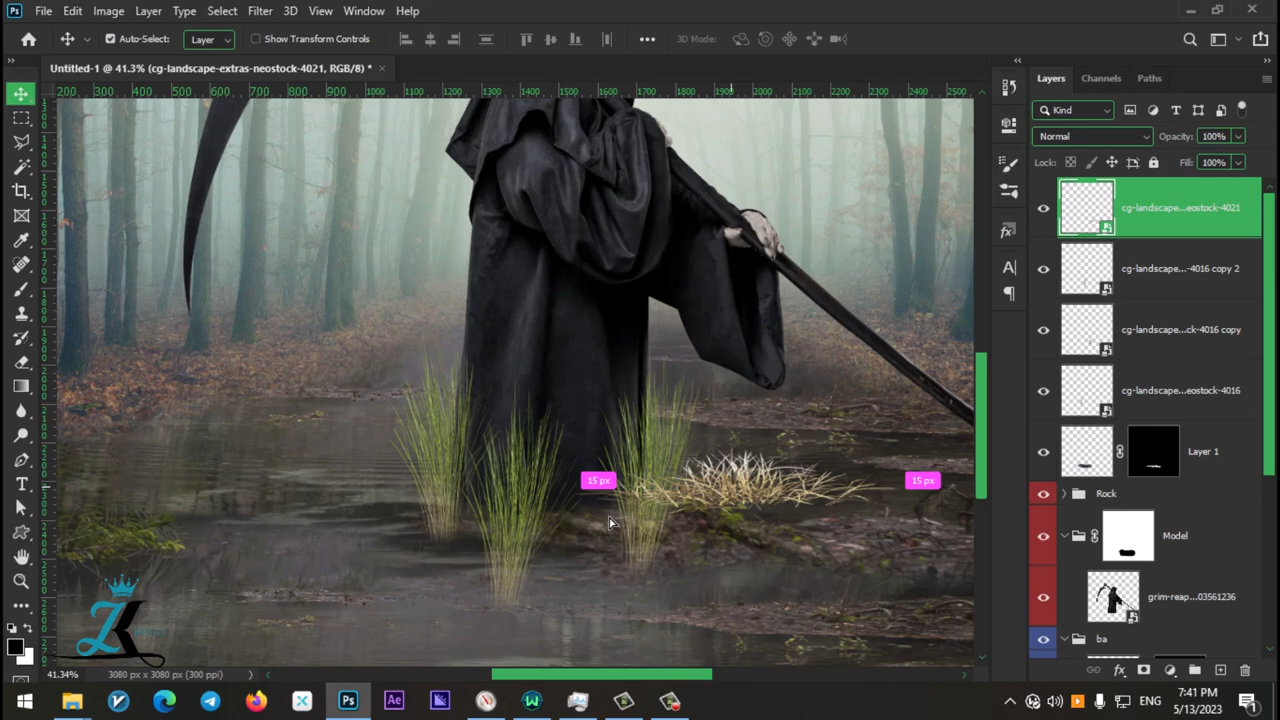 Ps File Edit Image Layer Type Select Filter 3D View Window Help
Auto-Select: Layer Show Transform Controls 3D Mode:
Untitled-1 @ 41.3% (cg-landscape-extras-neostock-4021, RGB/8) *
Layers Channels Paths
Kind
Normal Opacity: 100%
Lock: Fill: 100%
200 300 400 500 600 700 800 900 1000 1100 1200 1300 1400 1500 1600 1700 1800 1900 2000 2100 2200 2300 2400 2500
cg-landscape...eostock-4021
cg-landscape...-4016 copy 2
cg-landscape...ck-4016 copy
cg-landscape...eostock-4016
Layer 1
15 px 15 px
Rock
Model
grim-reap...03561236
ba
ZK
41.34% 3080 px x 3080 px (300 ppi)
Ps Ae ENG
7:41 PM
5/13/2023